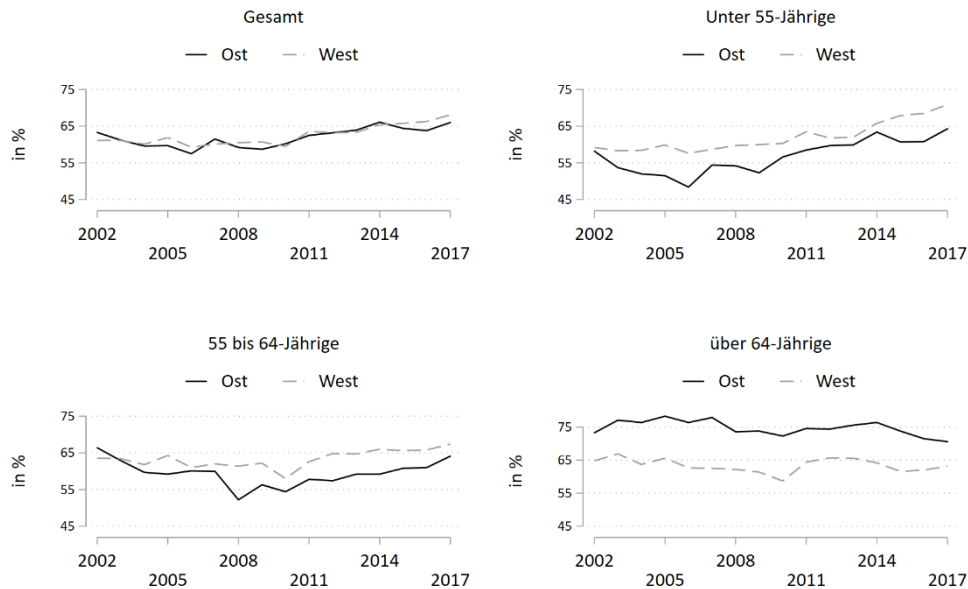 Gesamt
Ost West
in %
75
65
55
45
2002 2008 2014
2005 2011 2017
Unter 55-Jährige
Ost West
in %
75
65
55
45
2002 2008 2014
2005 2011 2017
55 bis 64-Jährige
Ost West
in %
75
65
55
45
2002 2008 2014
2005 2011 2017
über 64-Jährige
Ost West
in %
75
65
55
45
2002 2008 2014
2005 2011 2017